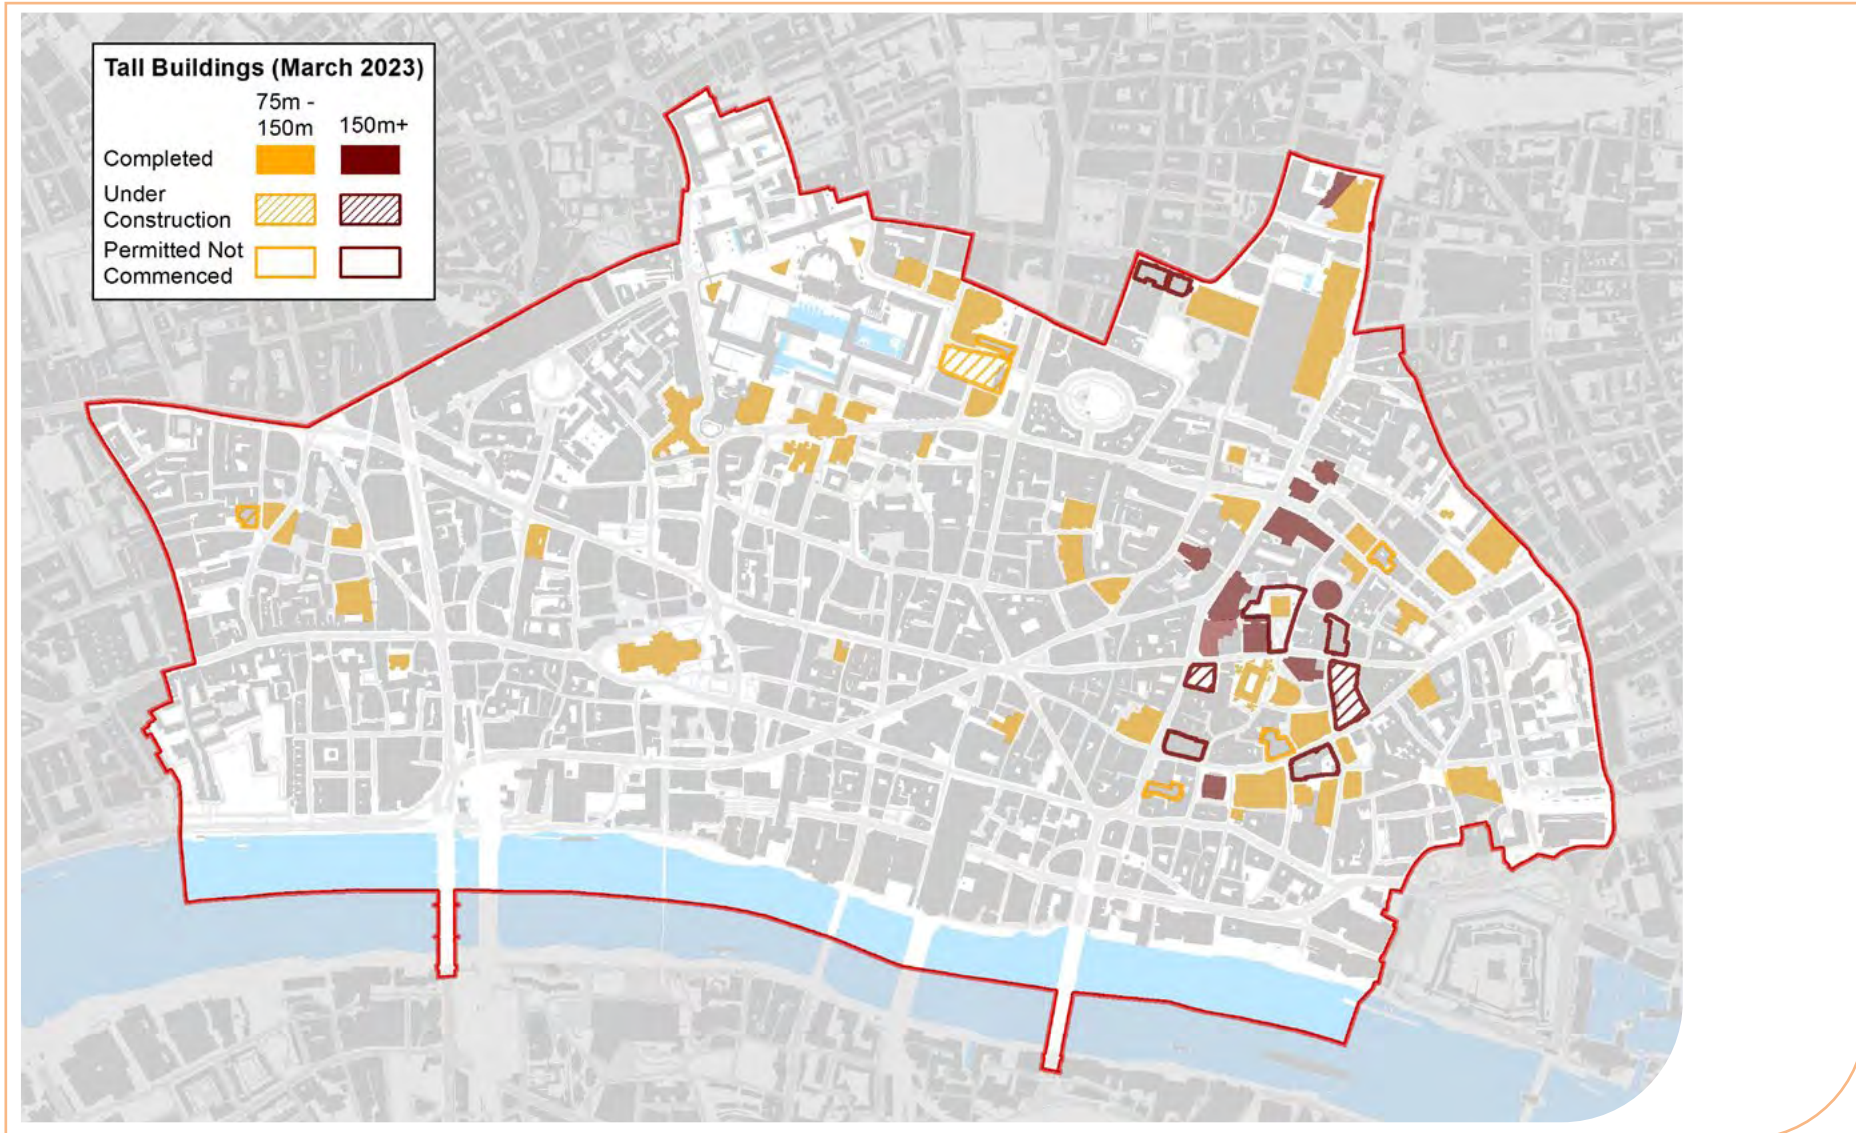 Tall Buildings (March 2023)
75m -
150m
150m+
Completed
Under
Construction
Permitted Not
Commenced